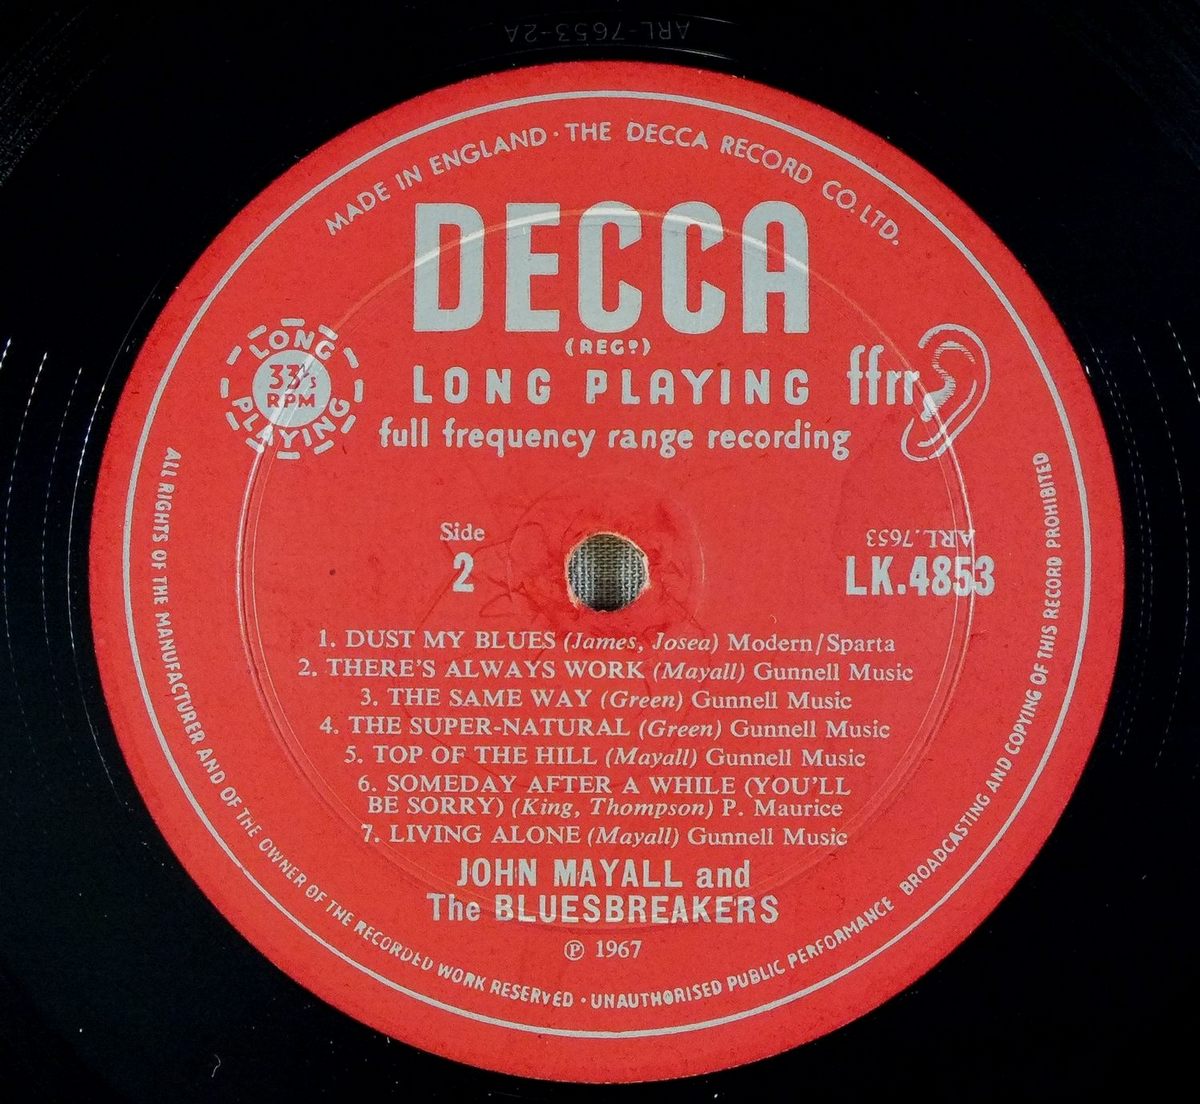 ARL-7653-2A
MADE IN ENGLAND · THE DECCA RECORD CO. LTD.
DECCA
(REGD)
LONG PLAYING
ffrr
full frequency range recording
LONG
33⅓
RPM
PLAYING
Side
2
ARL.7653
LK.4853
1. DUST MY BLUES (James, Josea) Modern/Sparta
2. THERE'S ALWAYS WORK (Mayall) Gunnell Music
3. THE SAME WAY (Green) Gunnell Music
4. THE SUPER-NATURAL (Green) Gunnell Music
5. TOP OF THE HILL (Mayall) Gunnell Music
6. SOMEDAY AFTER A WHILE (YOU'LL
BE SORRY) (King, Thompson) P. Maurice
7. LIVING ALONE (Mayall) Gunnell Music
JOHN MAYALL and
The BLUESBREAKERS
℗ 1967
ALL RIGHTS OF THE MANUFACTURER AND OF THE OWNER OF THE RECORDED WORK RESERVED · UNAUTHORISED PUBLIC PERFORMANCE BROADCASTING AND COPYING OF THIS RECORD PROHIBITED